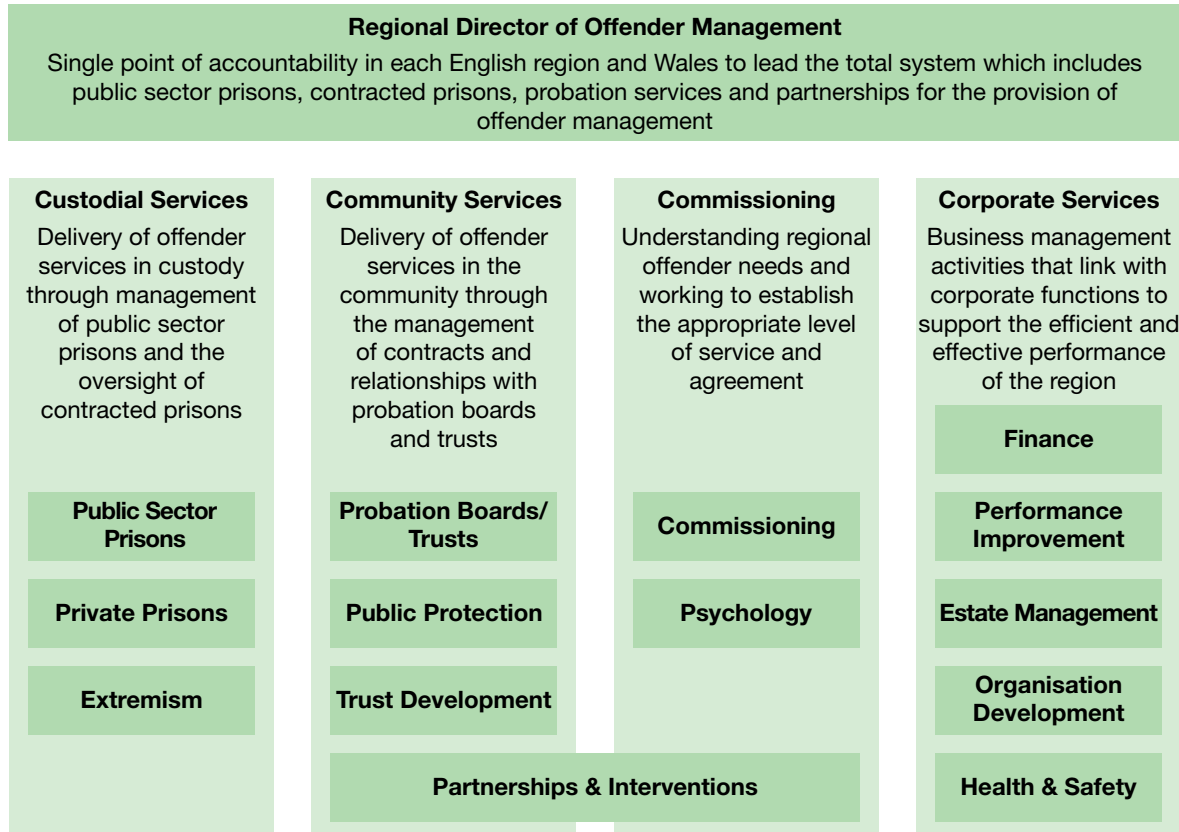 Regional Director of Offender Management
Single point of accountability in each English region and Wales to lead the total system which includes
public sector prisons, contracted prisons, probation services and partnerships for the provision of
offender management
Custodial Services
Delivery of offender
services in custody
through management
of public sector
prisons and the
oversight of
contracted prisons
Public Sector
Prisons
Private Prisons
Extremism
Community Services
Delivery of offender
services in the
community through
the management
of contracts and
relationships with
probation boards
and trusts
Probation Boards/
Trusts
Public Protection
Trust Development
Commissioning
Understanding regional
offender needs and
working to establish
the appropriate level
of service and
agreement
Commissioning
Psychology
Partnerships & Interventions
Corporate Services
Business management
activities that link with
corporate functions to
support the efficient and
effective performance
of the region
Finance
Performance
Improvement
Estate Management
Organisation
Development
Health & Safety